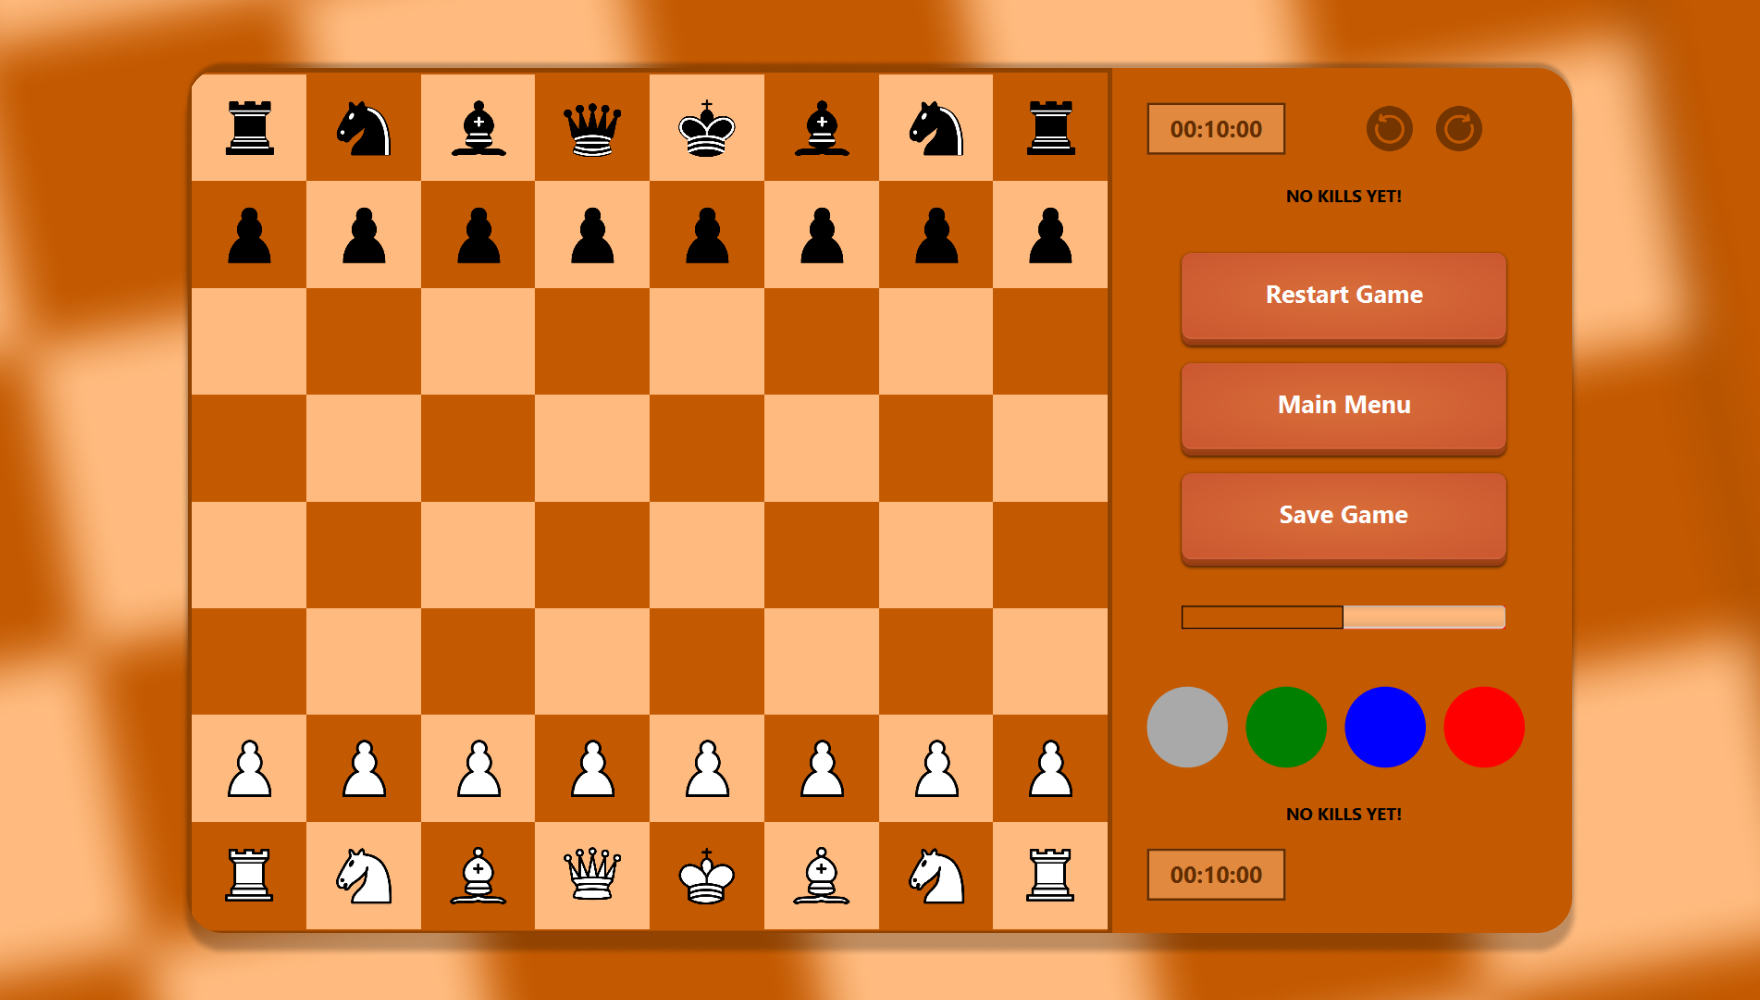 00:10:00
NO KILLS YET!
Restart Game
Main Menu
Save Game
NO KILLS YET!
00:10:00